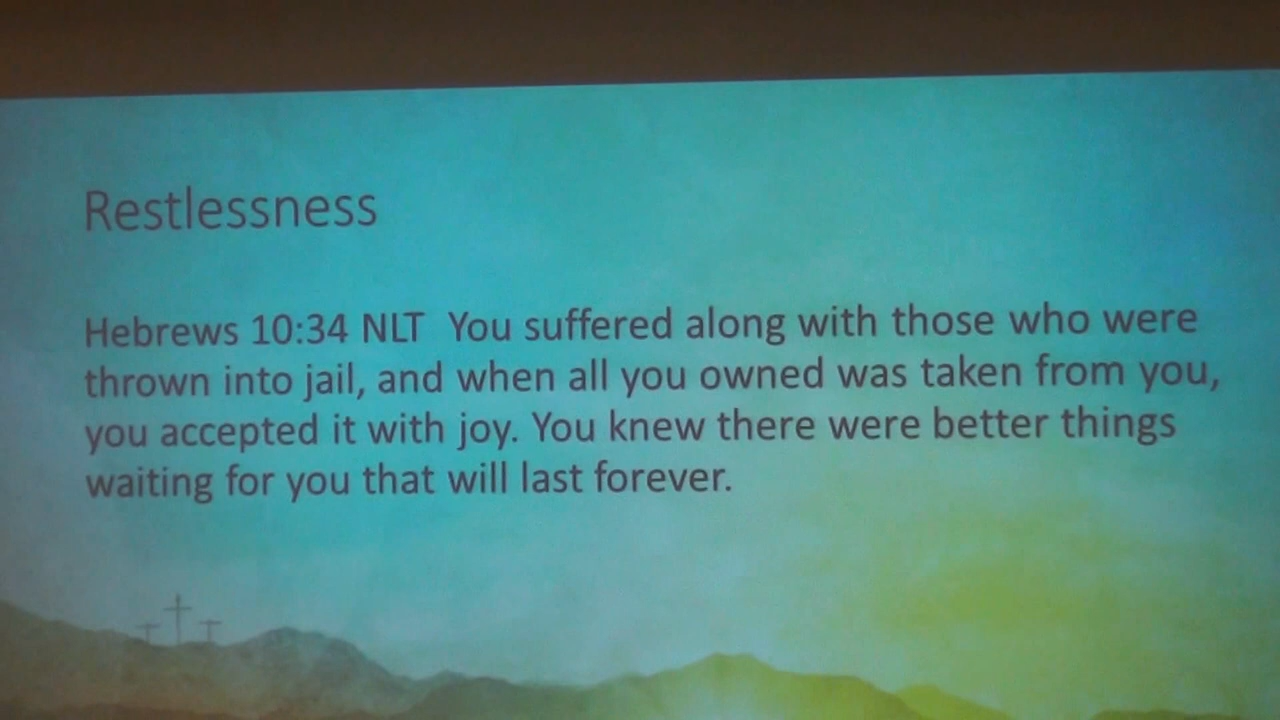 Restlessness
Hebrews 10:34 NLT  You suffered along with those who were
thrown into jail, and when all you owned was taken from you,
you accepted it with joy. You knew there were better things
waiting for you that will last forever.